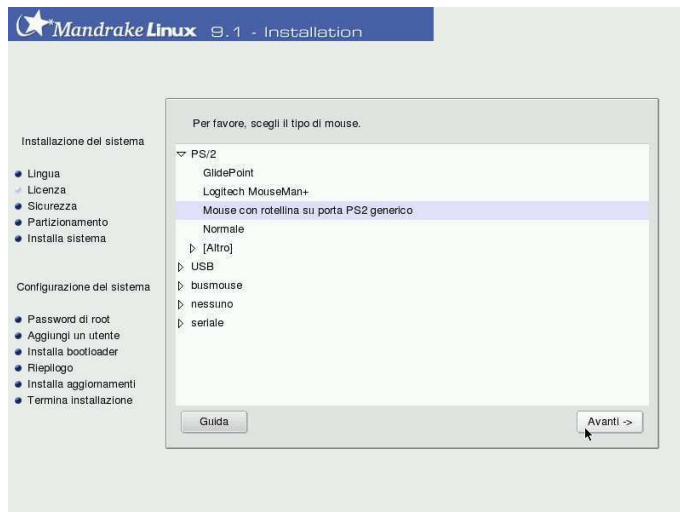 Mandrake Linux 9.1 - Installation
Installazione del sistema
Lingua
Licenza
Sicurezza
Partizionamento
Installa sistema
Configurazione del sistema
Password di root
Aggiungi un utente
Installa bootloader
Riepilogo
Installa aggiornamenti
Termina installazione
Per favore, scegli il tipo di mouse.
PS/2
GlidePoint
Logitech MouseMan+
Mouse con rotellina su porta PS2 generico
Normale
[Altro]
USB
busmouse
nessuno
seriale
Guida
Avanti ->